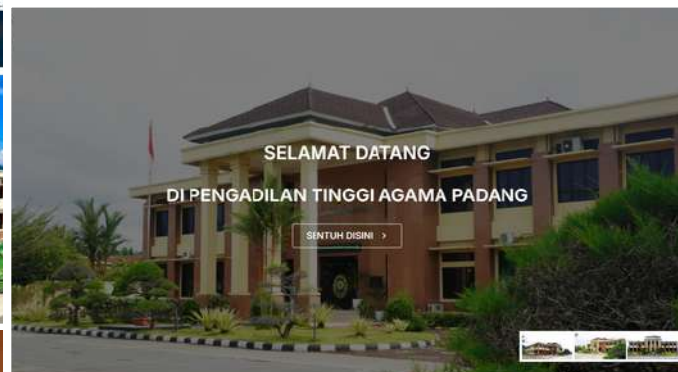 SELAMAT DATANG
DI PENGADILAN TINGGI AGAMA PADANG
SENTUH DISINI >